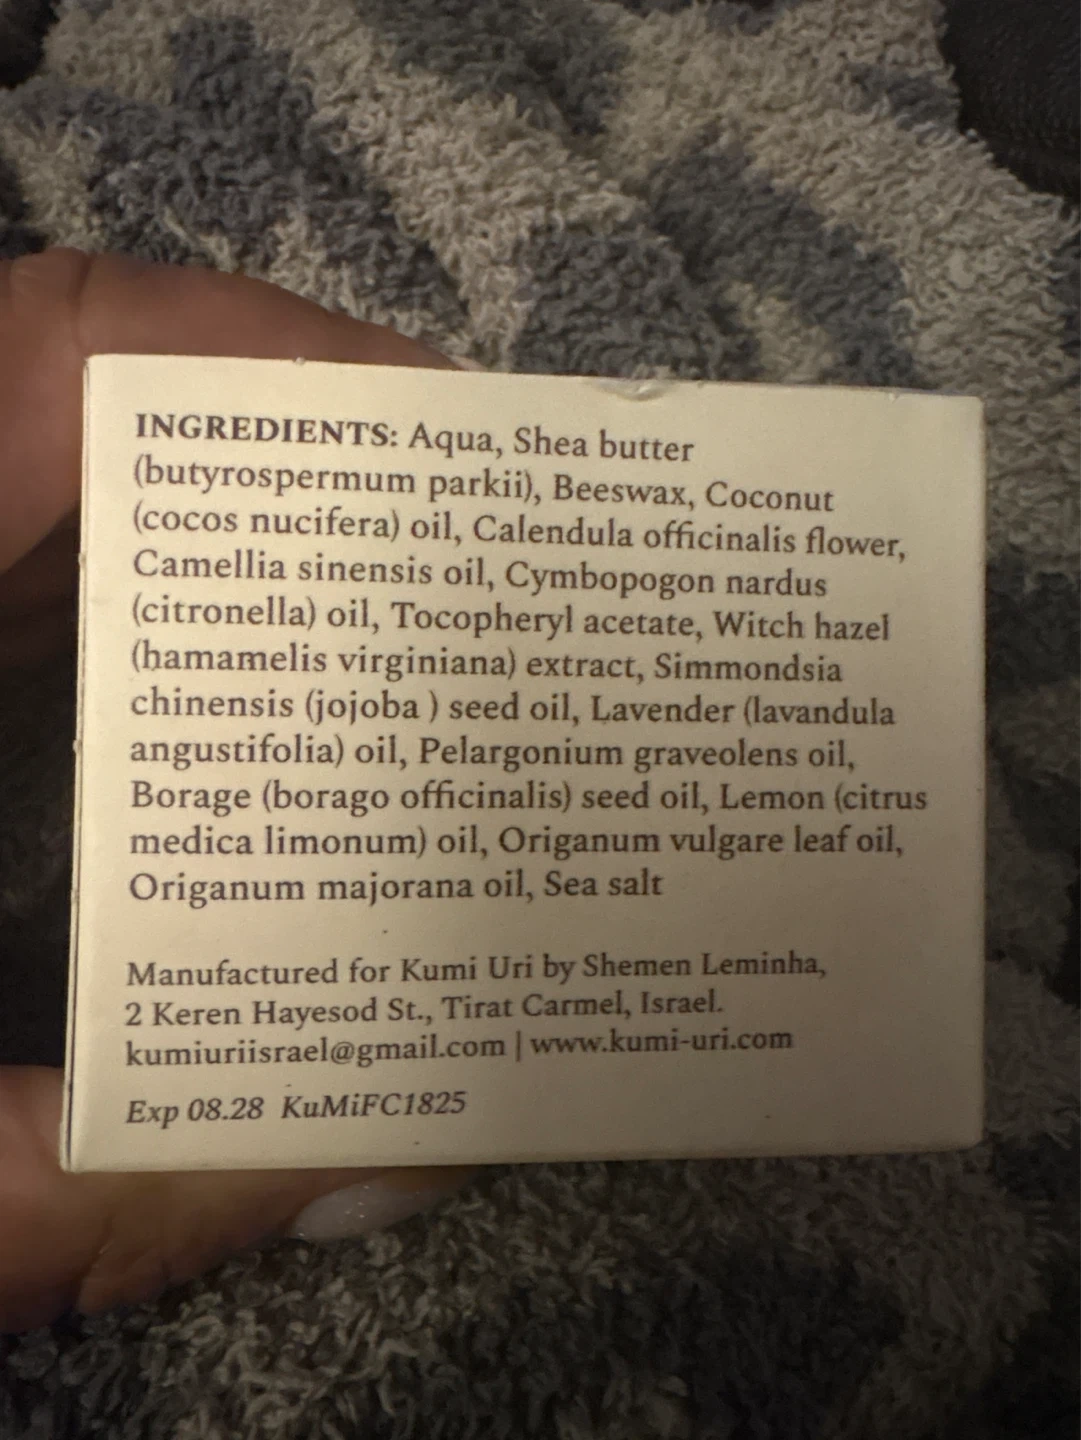 INGREDIENTS: Aqua, Shea butter
(butyrospermum parkii), Beeswax, Coconut
(cocos nucifera) oil, Calendula officinalis flower,
Camellia sinensis oil, Cymbopogon nardus
(citronella) oil, Tocopheryl acetate, Witch hazel
(hamamelis virginiana) extract, Simmondsia
chinensis (jojoba ) seed oil, Lavender (lavandula
angustifolia) oil, Pelargonium graveolens oil,
Borage (borago officinalis) seed oil, Lemon (citrus
medica limonum) oil, Origanum vulgare leaf oil,
Origanum majorana oil, Sea salt
Manufactured for Kumi Uri by Shemen Leminha,
2 Keren Hayesod St., Tirat Carmel, Israel.
kumiuriisrael@gmail.com | www.kumi-uri.com
Exp 08.28 KuMiFC1825